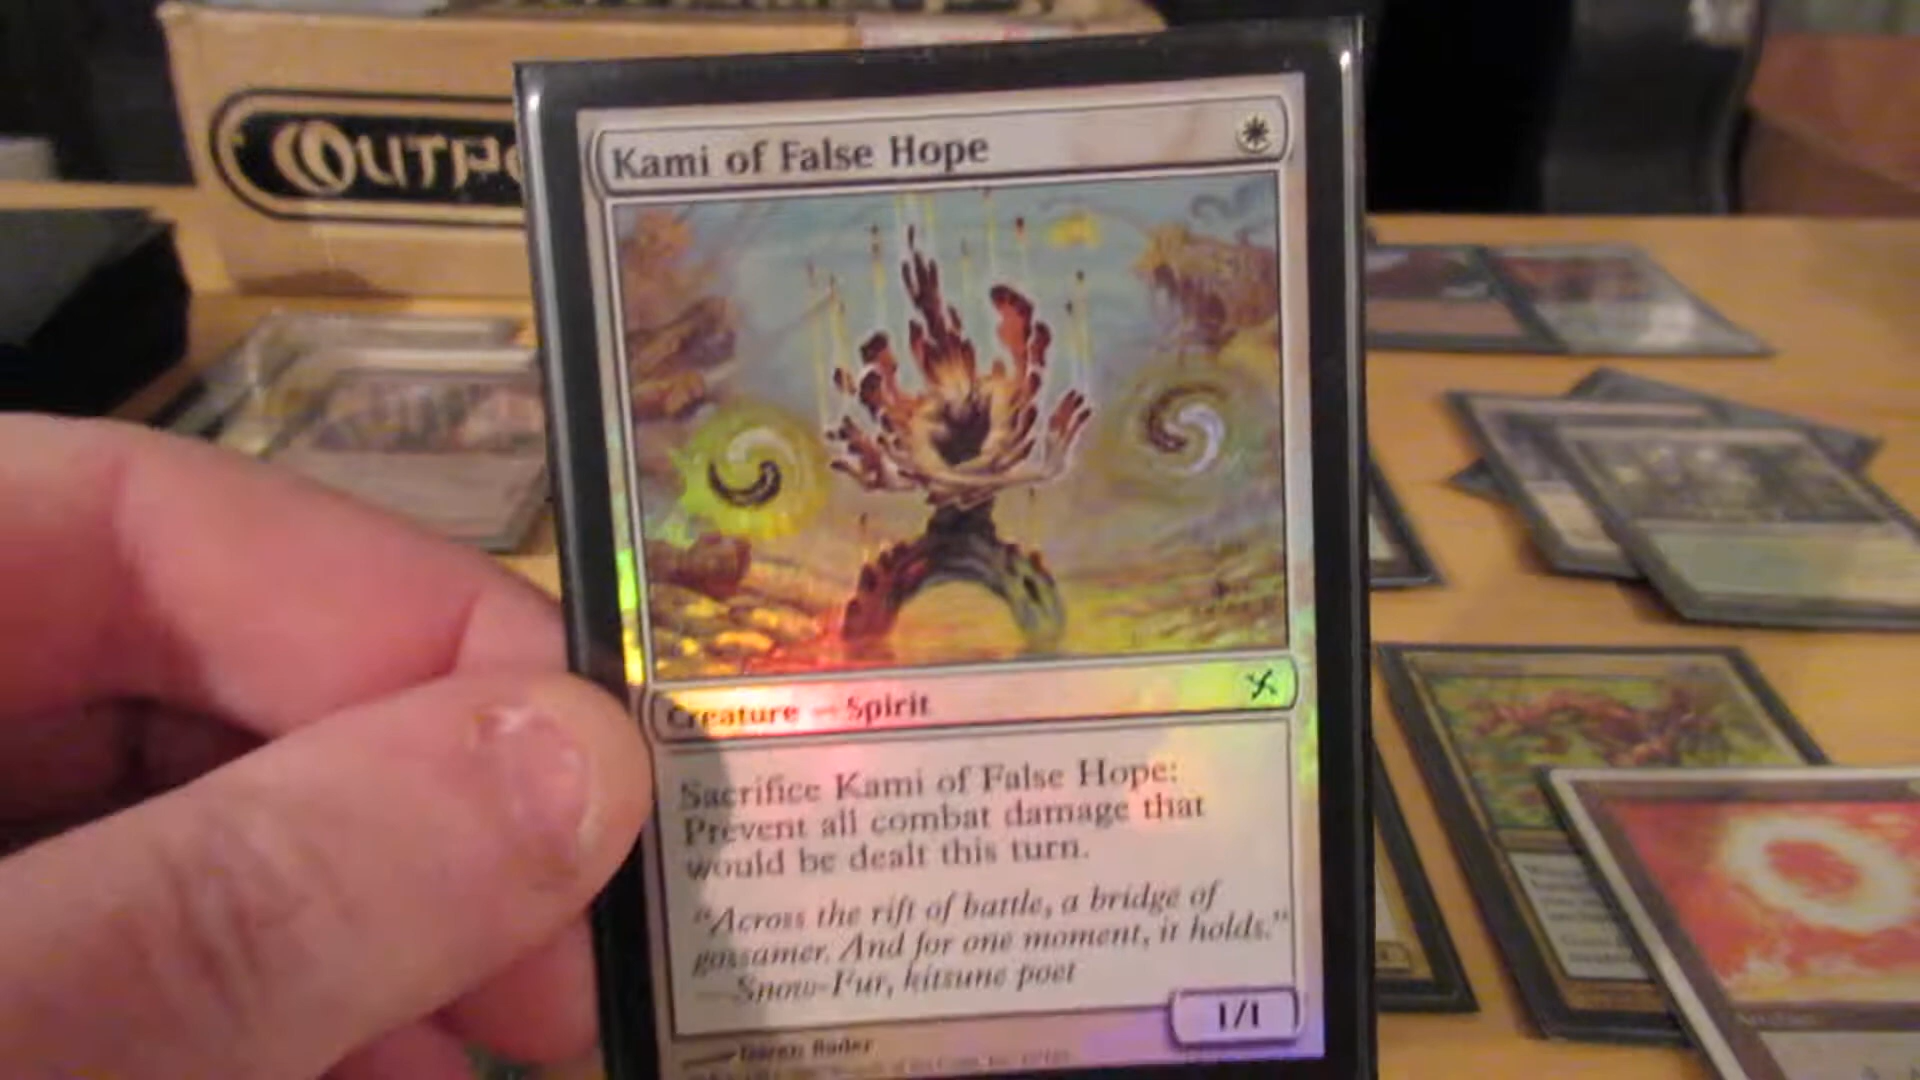 OUTP
Kami of False Hope
Creature — Spirit
Sacrifice Kami of False Hope:
Prevent all combat damage that
would be dealt this turn.
"Across the rift of battle, a bridge of
gossamer. And for one moment, it holds."
—Snow-Fur, kitsune poet
1/1
Daren Bader